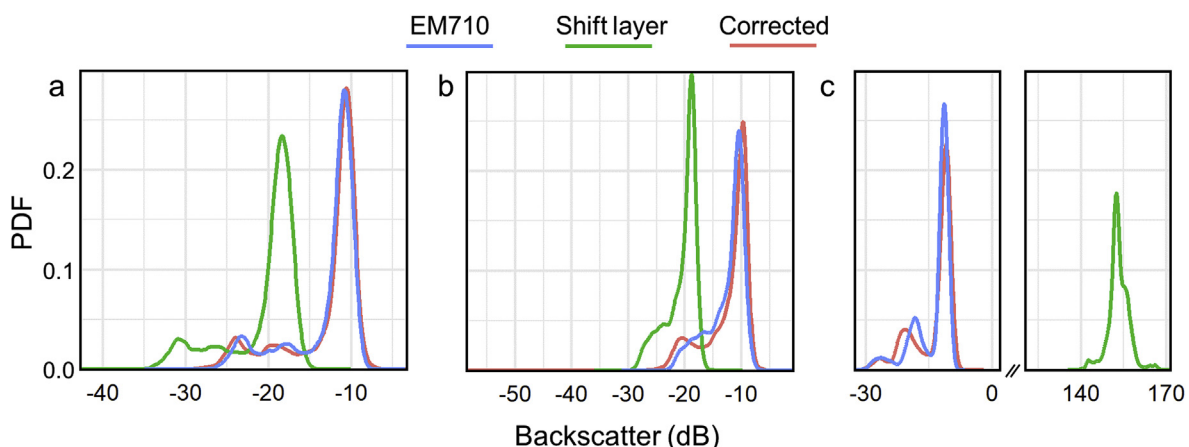 EM710 Shift layer Corrected
a b c
0.2
0.1
0.0
PDF
-40 -30 -20 -10 -50 -40 -30 -20 -10 -30 0 // 140 170
Backscatter (dB)